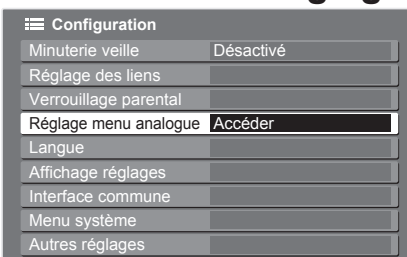 Configuration
Minuterie veille Désactivé
Réglage des liens
Verrouillage parental
Réglage menu analogue Accéder
Langue
Affichage réglages
Interface commune
Menu système
Autres réglages